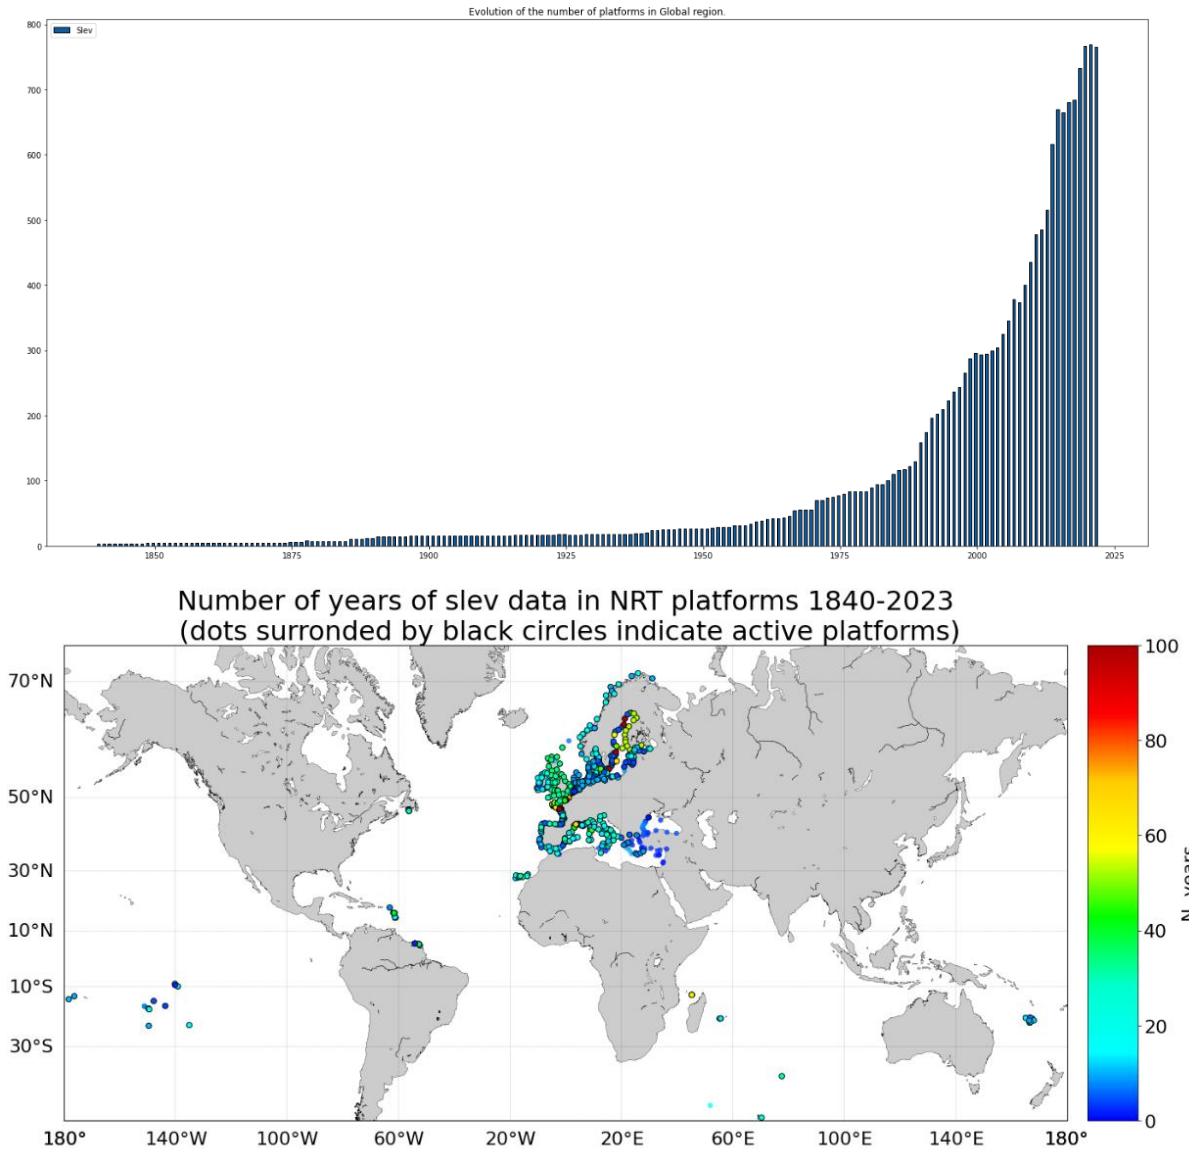 Evolution of the number of platforms in Global region.
Slev
800
700
600
500
400
300
200
100
0
1850
1875
1900
1925
1950
1975
2000
2025
Number of years of slev data in NRT platforms 1840-2023
(dots surronded by black circles indicate active platforms)
70°N
50°N
30°N
10°N
10°S
30°S
180°
140°W
100°W
60°W
20°W
20°E
60°E
100°E
140°E
180°
100
80
60
40
20
0
N_years